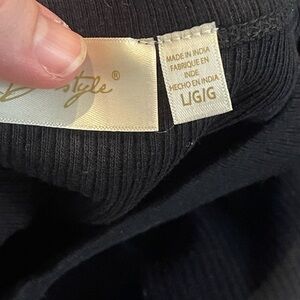 style®
MADE IN INDIA
FABRIQUE EN
INDE
HECHO EN INDIA
L/G/G